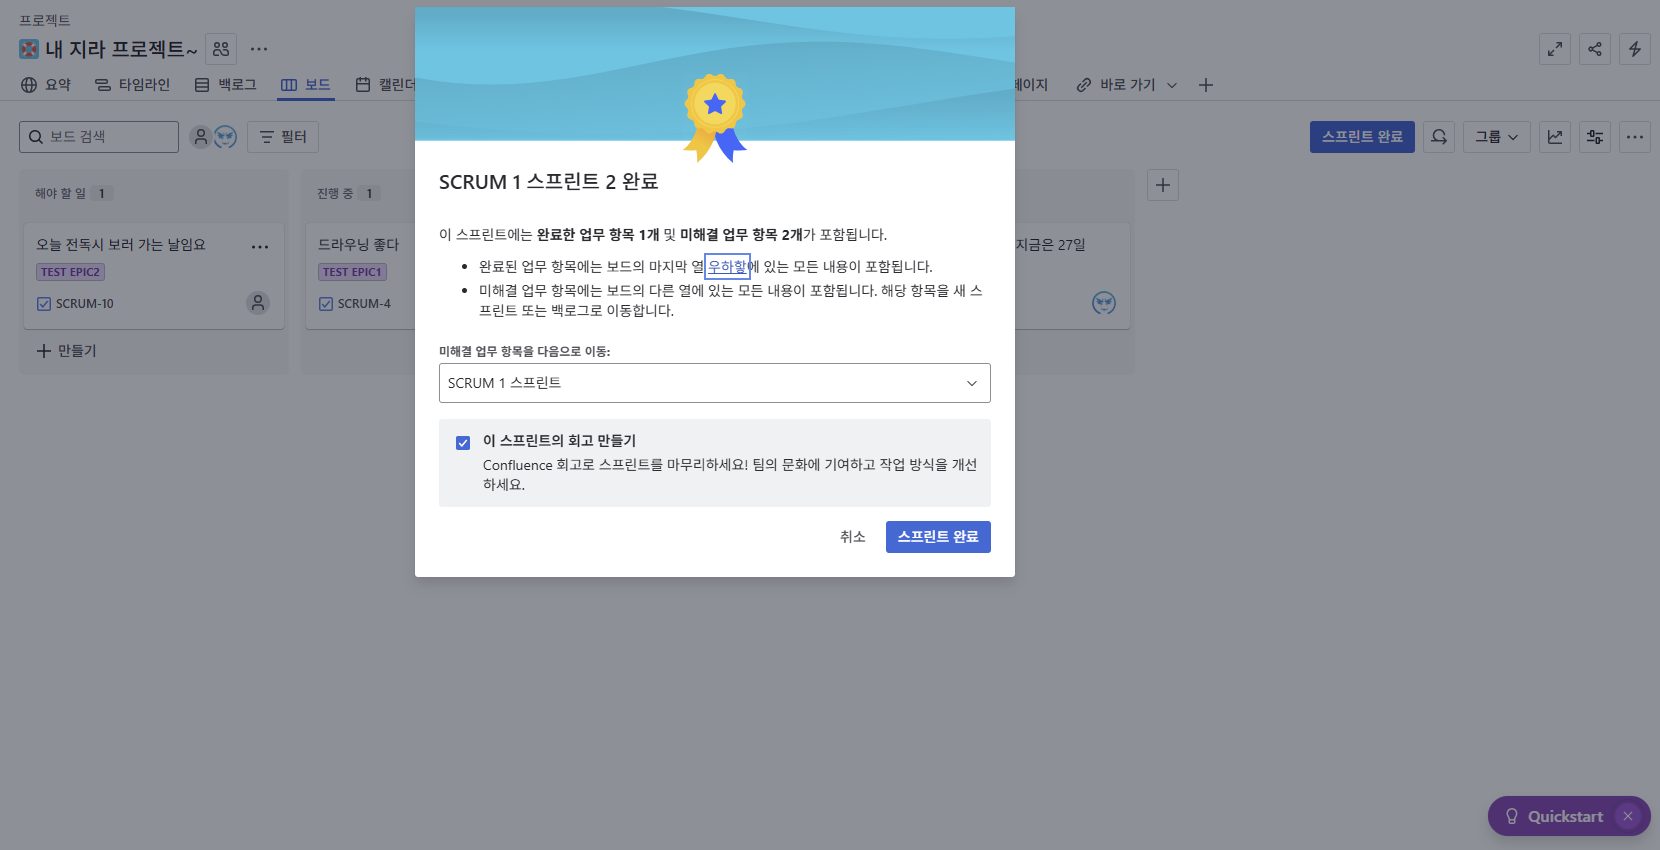 프로젝트
내 지라 프로젝트~
요약
타임라인
백로그
보드
캘린더
페이지
바로 가기
보드 검색
필터
스프린트 완료
그룹
해야 할 일 1
오늘 전독시 보러 가는 날임요
TEST EPIC2
SCRUM-10
만들기
진행 중 1
드라우닝 좋다
TEST EPIC1
SCRUM-4
지금은 27일
SCRUM 1 스프린트 2 완료
이 스프린트에는 완료한 업무 항목 1개 및 미해결 업무 항목 2개가 포함됩니다.
완료된 업무 항목에는 보드의 마지막 열 우하핳에 있는 모든 내용이 포함됩니다.
미해결 업무 항목에는 보드의 다른 열에 있는 모든 내용이 포함됩니다. 해당 항목을 새 스
프린트 또는 백로그로 이동합니다.
미해결 업무 항목을 다음으로 이동:
SCRUM 1 스프린트
이 스프린트의 회고 만들기
Confluence 회고로 스프린트를 마무리하세요! 팀의 문화에 기여하고 작업 방식을 개선
하세요.
취소
스프린트 완료
Quickstart